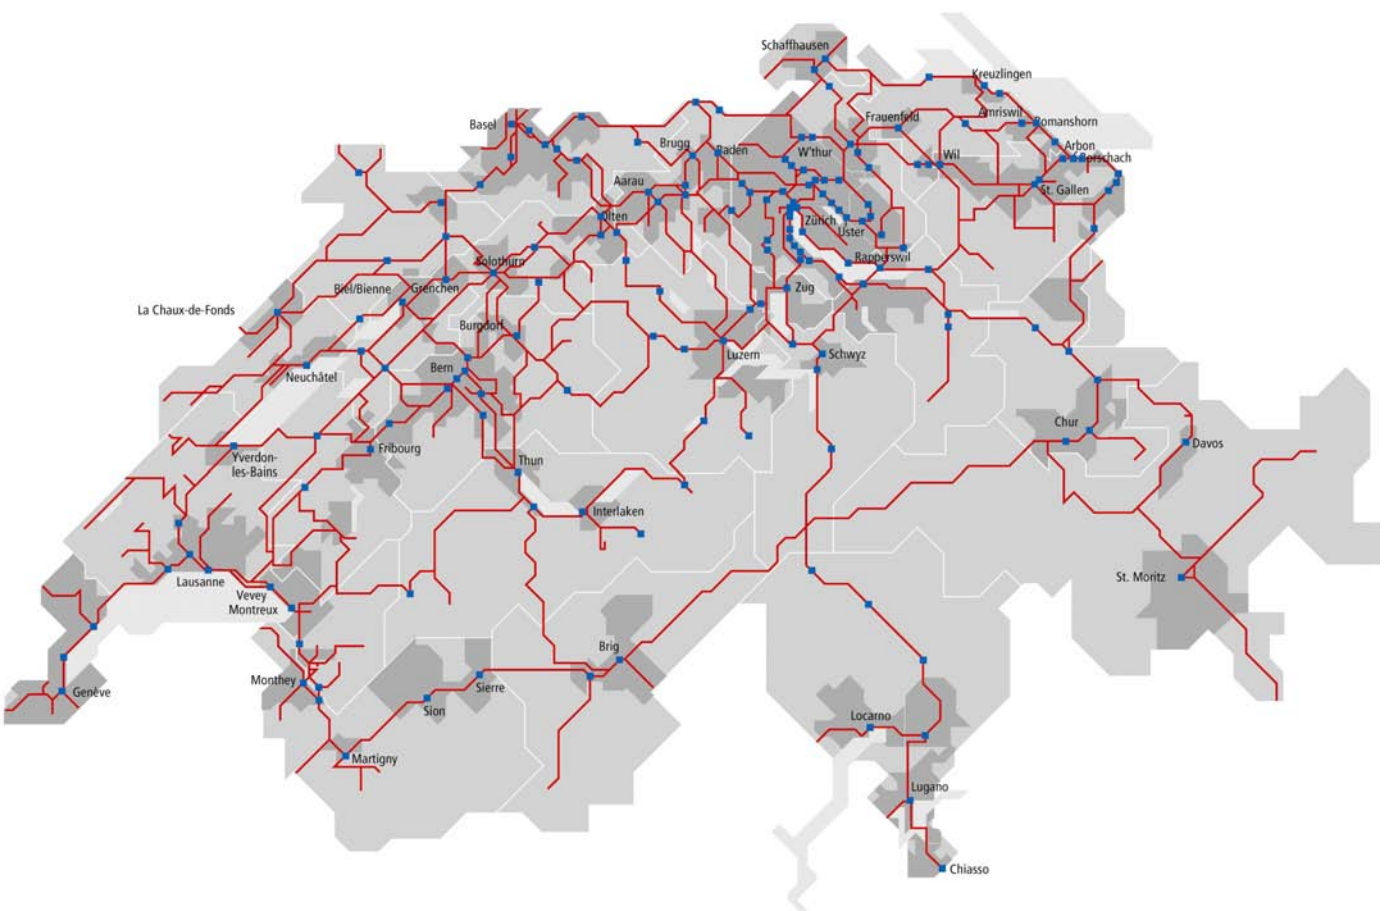 Schaffhausen
Kreuzlingen
Basel
Frauenfeld
Amriswil
Romanshorn
Brugg
Baden
W'thur
Wil
Arbon
Rorschach
Aarau
St. Gallen
Olten
Zürich
Uster
Solothurn
Rapperswil
Biel/Bienne
Grenchen
Zug
La Chaux-de-Fonds
Burgdorf
Luzern
Schwyz
Neuchâtel
Bern
Chur
Davos
Fribourg
Yverdon-
les-Bains
Thun
Interlaken
Lausanne
St. Moritz
Vevey
Montreux
Brig
Monthey
Sierre
Genève
Sion
Locarno
Martigny
Lugano
Chiasso